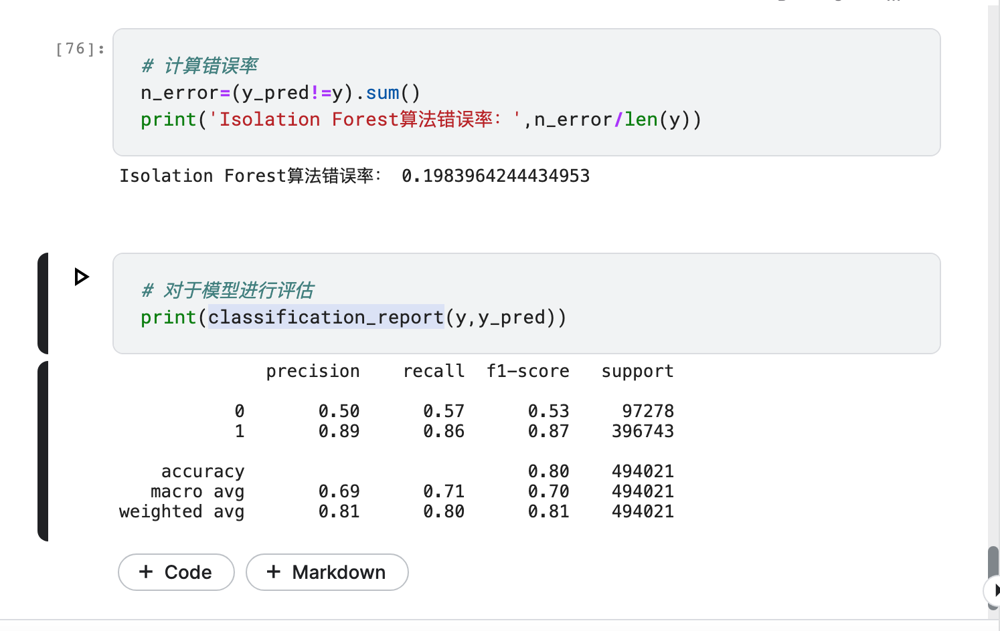 [76]:
# 计算错误率
n_error=(y_pred!=y).sum()
print('Isolation Forest算法错误率：',n_error/len(y))
Isolation Forest算法错误率： 0.1983964244434953
# 对于模型进行评估
print(classification_report(y,y_pred))
precision recall f1-score support
0 0.50 0.57 0.53 97278
1 0.89 0.86 0.87 396743
accuracy 0.80 494021
macro avg 0.69 0.71 0.70 494021
weighted avg 0.81 0.80 0.81 494021
+ Code + Markdown